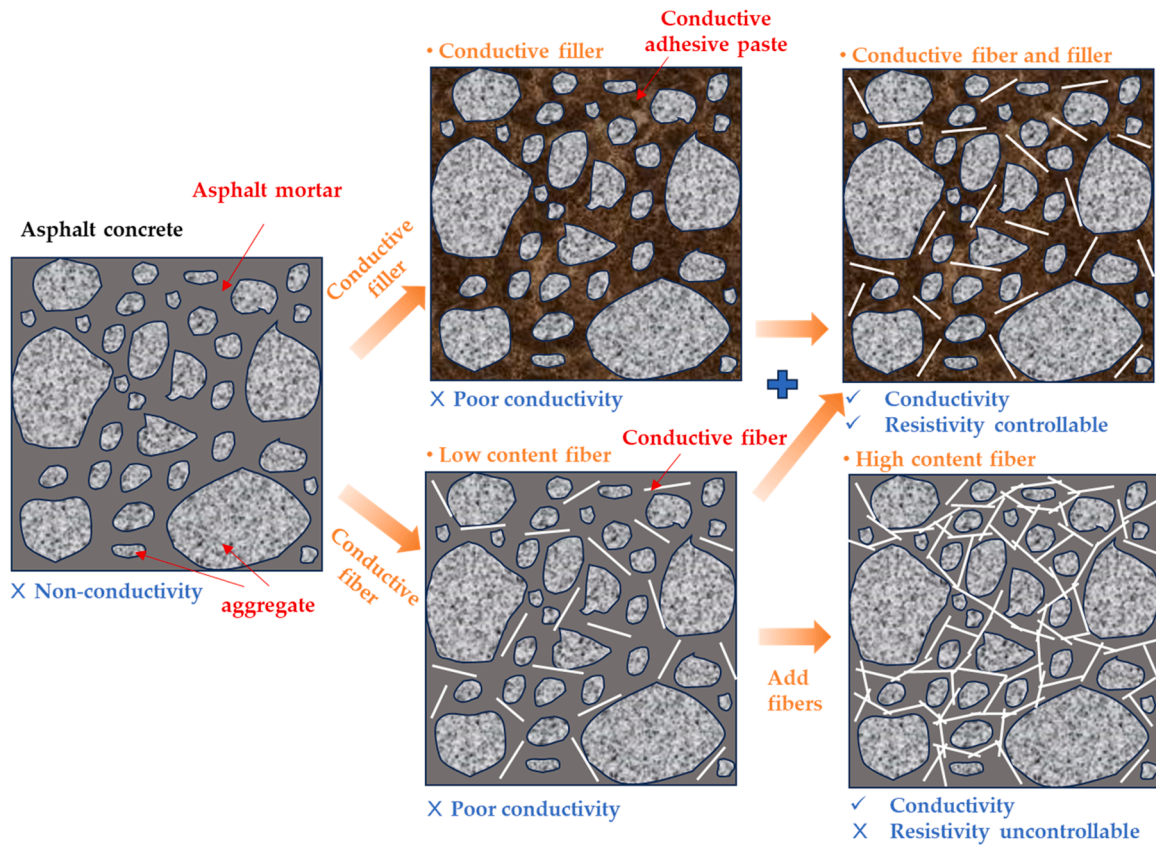 Conductive
adhesive paste
• Conductive filler
• Conductive fiber and filler
Asphalt mortar
Asphalt concrete
Conductive
filler
X Poor conductivity
✓ Conductivity
✓ Resistivity controllable
Conductive fiber
• Low content fiber
• High content fiber
Conductive
fiber
X Non-conductivity
aggregate
Add
fibers
X Poor conductivity
✓ Conductivity
X Resistivity uncontrollable